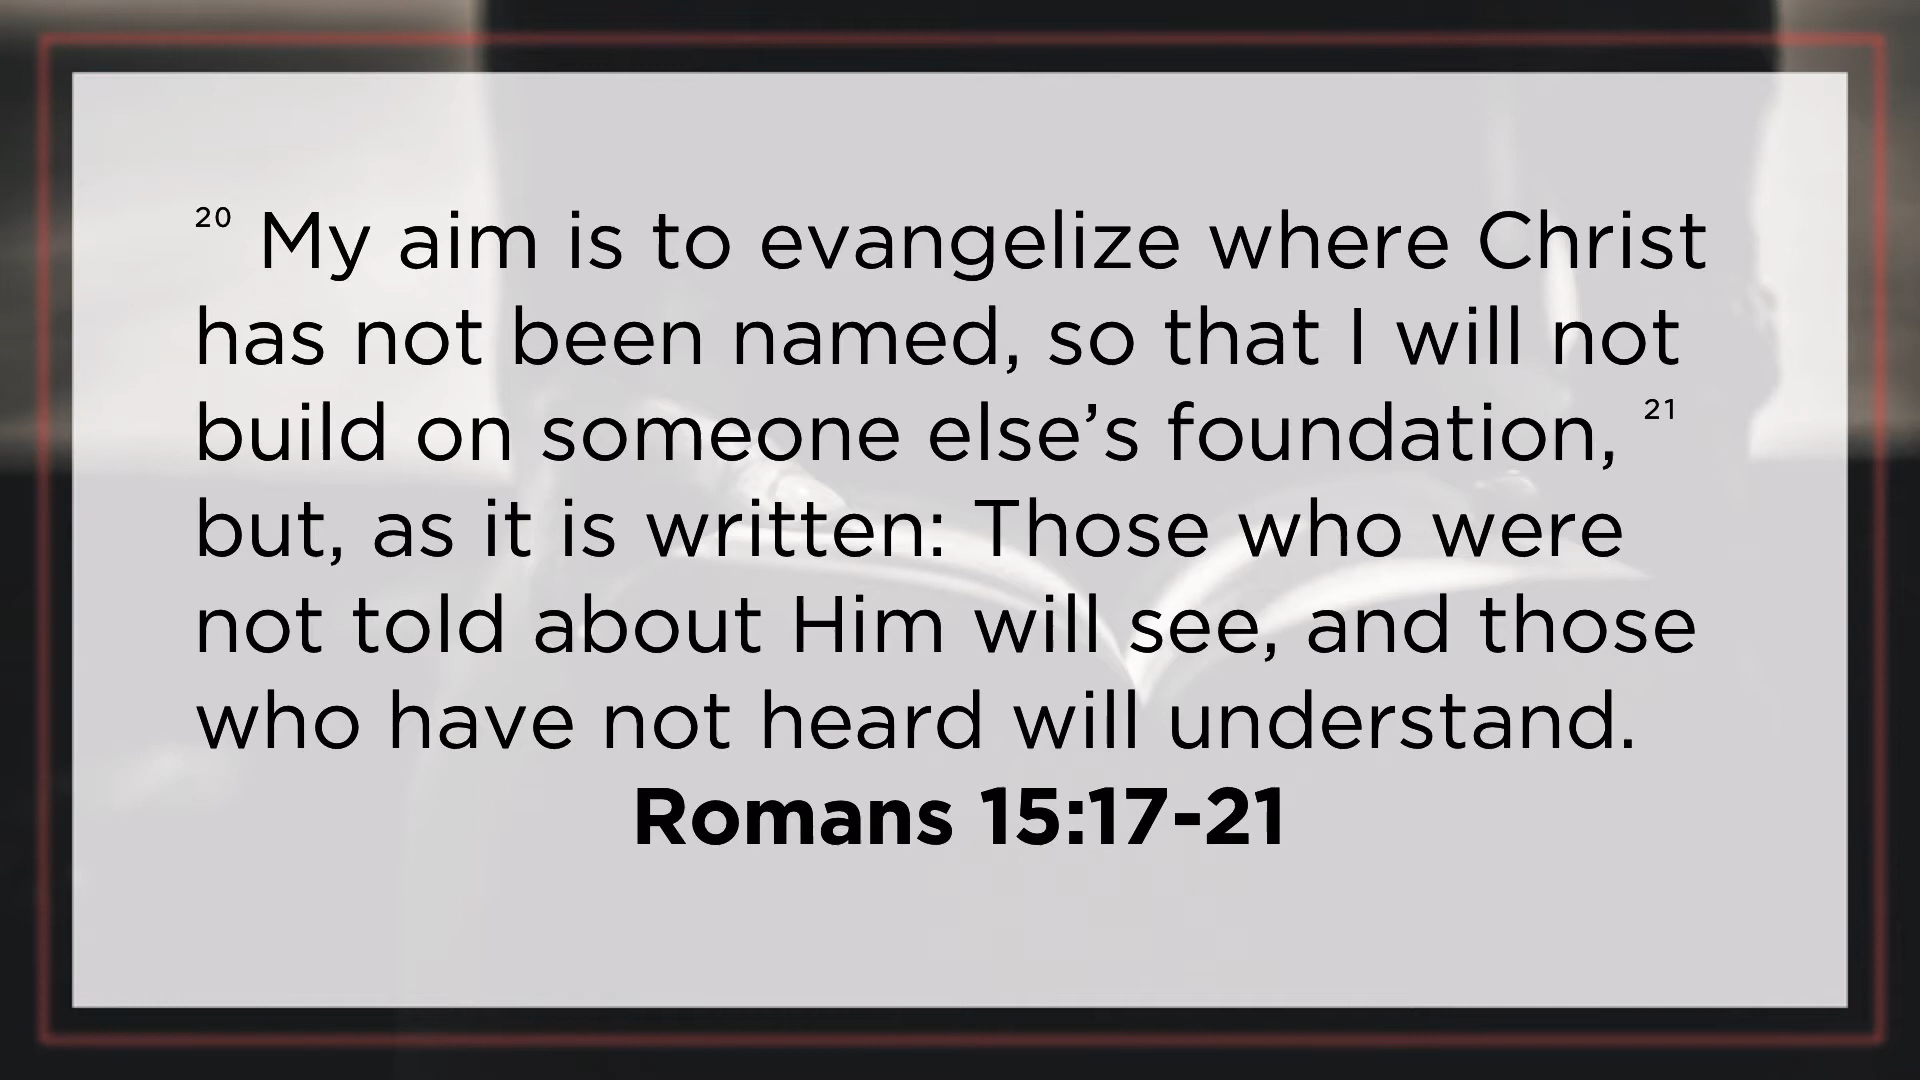 20 My aim is to evangelize where Christ
has not been named, so that I will not
build on someone else’s foundation, 21
but, as it is written: Those who were
not told about Him will see, and those
who have not heard will understand.
Romans 15:17-21